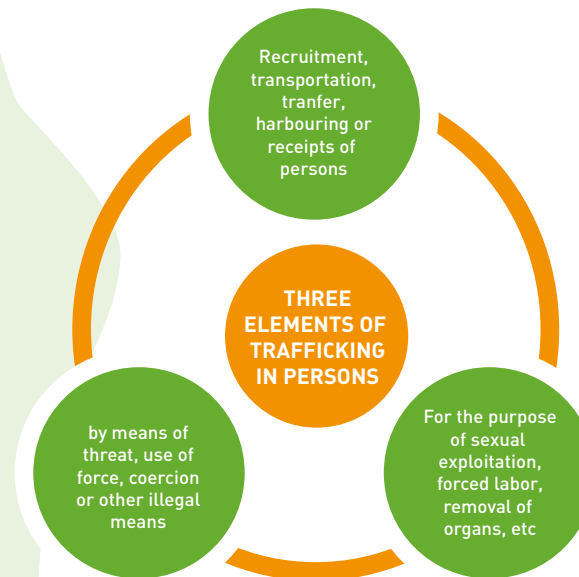 Recruitment,
transportation,
tranfer,
harbouring or
receipts of
persons
THREE
ELEMENTS OF
TRAFFICKING
IN PERSONS
by means of
threat, use of
force, coercion
or other illegal
means
For the purpose
of sexual
exploitation,
forced labor,
removal of
organs, etc